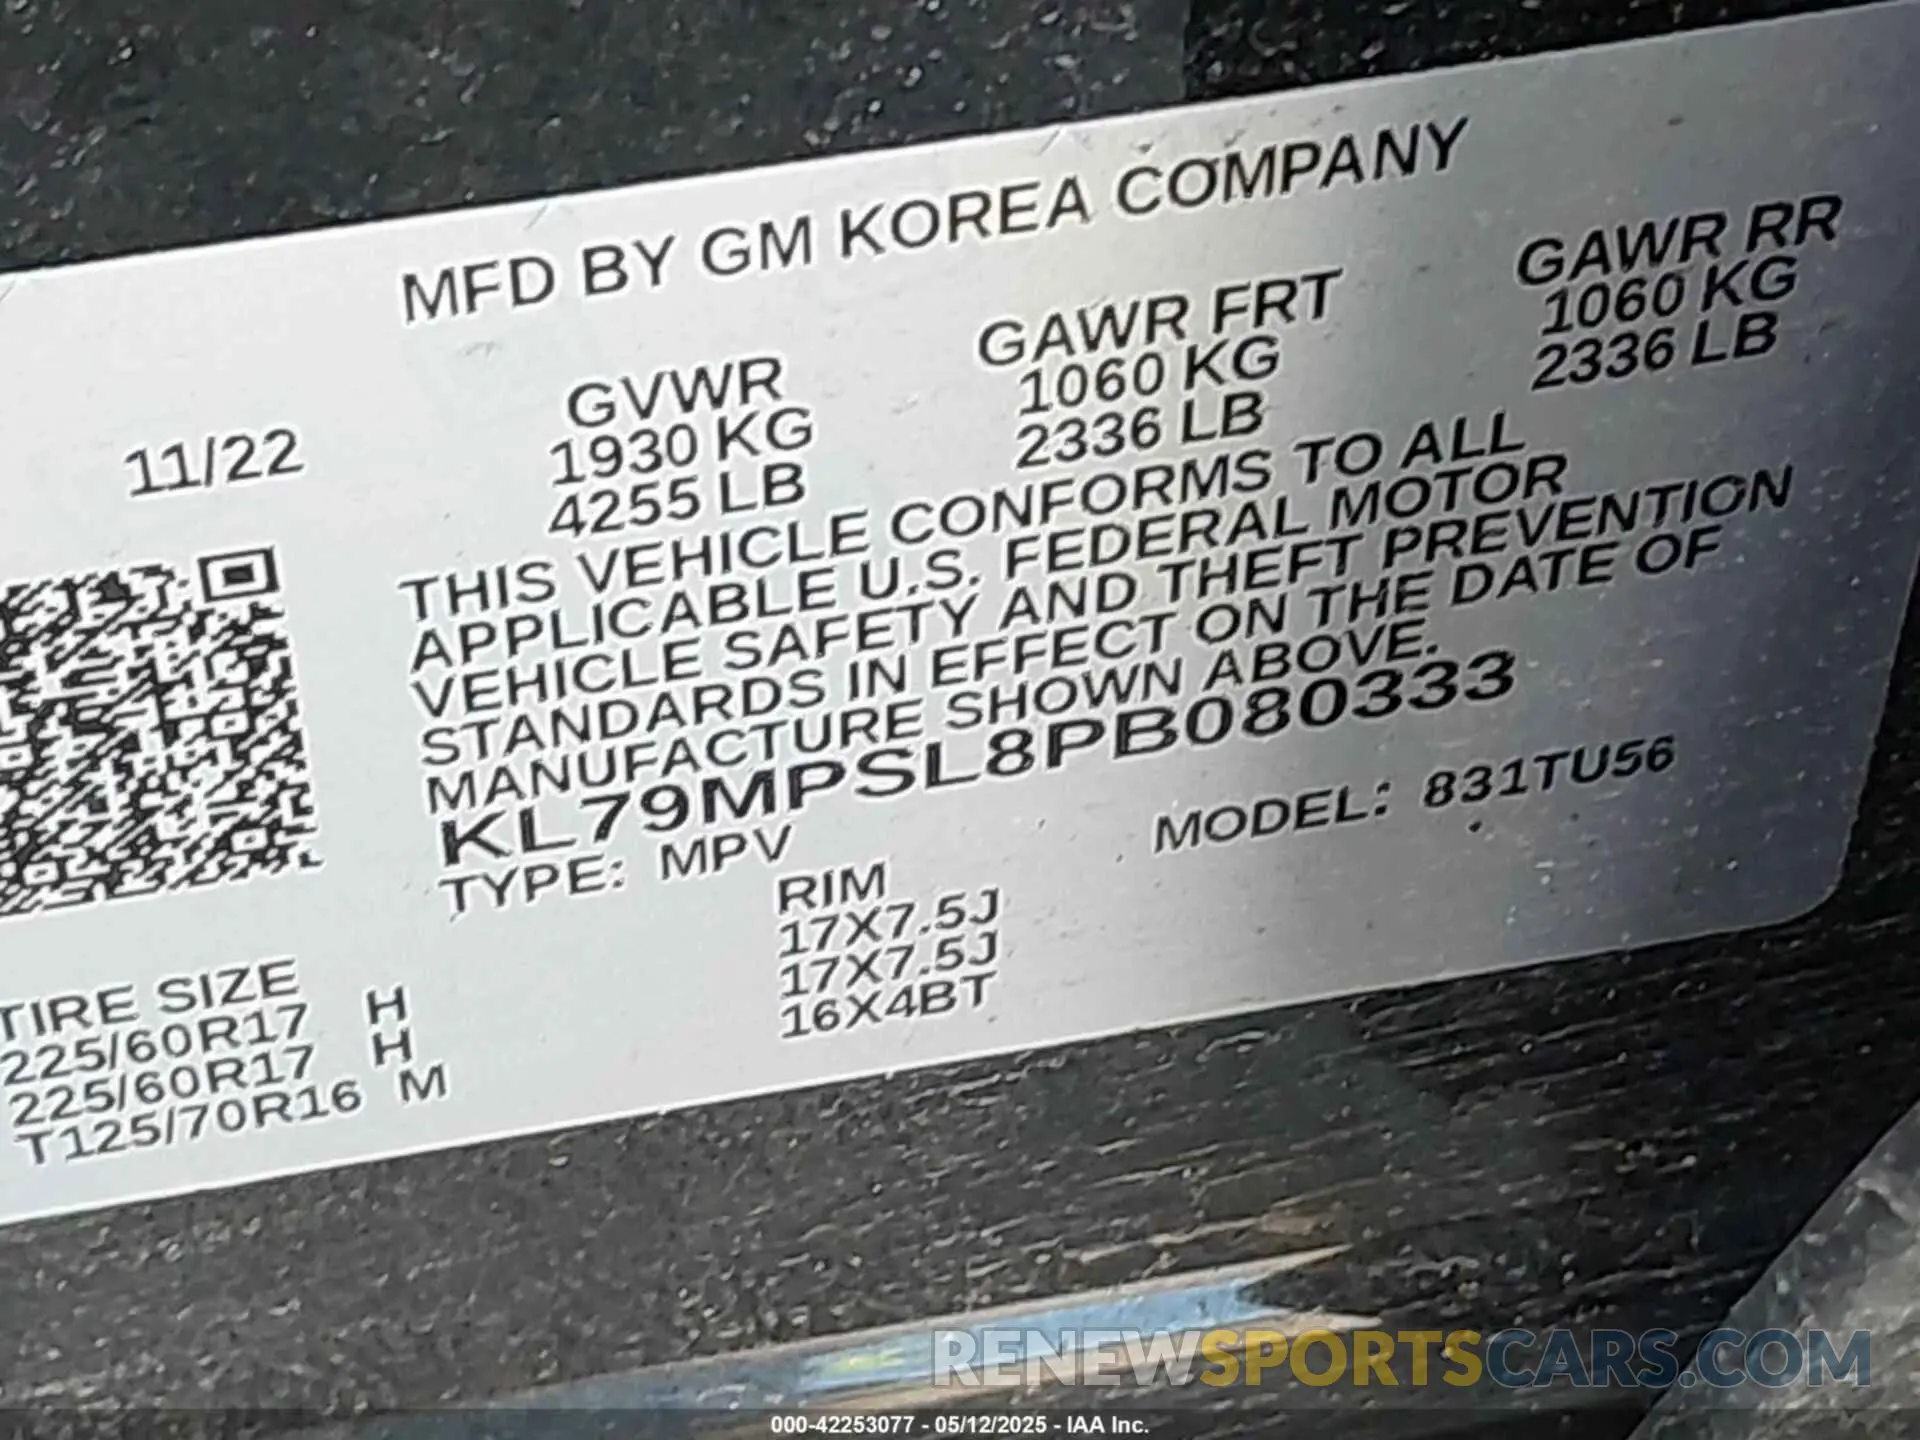 MFD BY GM KOREA COMPANY
11/22
GVWR
1930 KG
4255 LB
GAWR FRT
1060 KG
2336 LB
GAWR RR
1060 KG
2336 LB
THIS VEHICLE CONFORMS TO ALL
APPLICABLE U.S. FEDERAL MOTOR
VEHICLE SAFETY AND THEFT PREVENTION
STANDARDS IN EFFECT ON THE DATE OF
MANUFACTURE SHOWN ABOVE.
KL79MPSL8PB080333
TYPE: MPV
MODEL: 831TU56
TIRE SIZE
225/60R17 H
225/60R17 H
T125/70R16 M
RIM
17X7.5J
17X7.5J
16X4BT
RENEWSPORTSCARS.COM
000-42253077 - 05/12/2025 - IAA Inc.